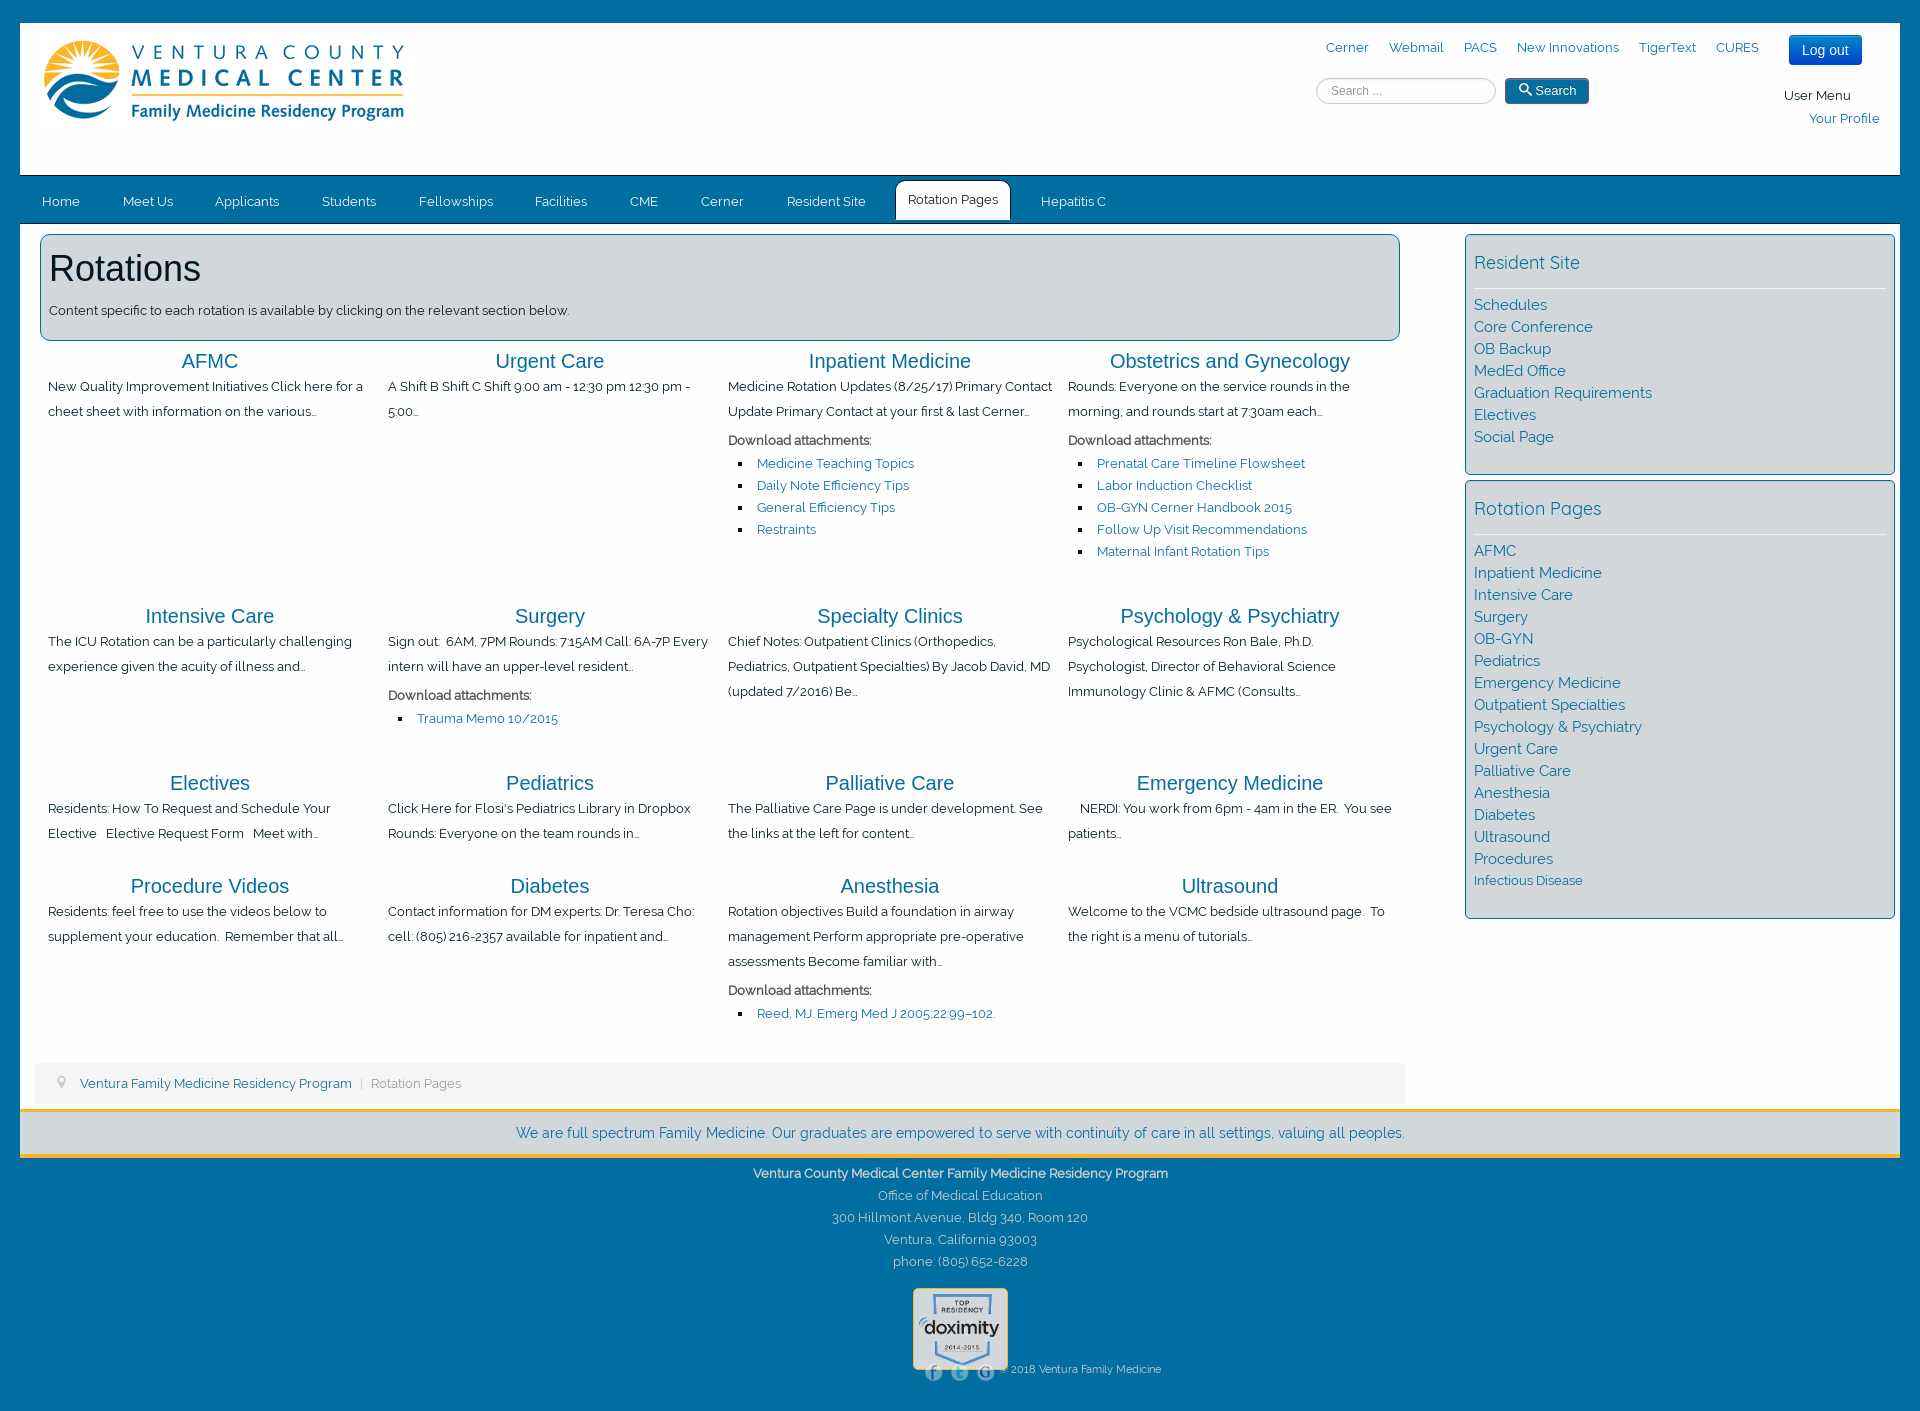 VENTURA COUNTY
MEDICAL CENTER
Family Medicine Residency Program
Cerner Webmail PACS New Innovations TigerText CURES Log out
Search ... Search
User Menu
Your Profile
Home Meet Us Applicants Students Fellowships Facilities CME Cerner Resident Site Rotation Pages Hepatitis C
Rotations
Content specific to each rotation is available by clicking on the relevant section below.
AFMC
New Quality Improvement Initiatives Click here for a
cheet sheet with information on the various...
Urgent Care
A Shift B Shift C Shift 9:00 am - 12:30 pm 12:30 pm -
5:00...
Inpatient Medicine
Medicine Rotation Updates (8/25/17) Primary Contact
Update Primary Contact at your first & last Cerner...
Download attachments:
Medicine Teaching Topics
Daily Note Efficiency Tips
General Efficiency Tips
Restraints
Obstetrics and Gynecology
Rounds: Everyone on the service rounds in the
morning, and rounds start at 7:30am each...
Download attachments:
Prenatal Care Timeline Flowsheet
Labor Induction Checklist
OB-GYN Cerner Handbook 2015
Follow Up Visit Recommendations
Maternal Infant Rotation Tips
Intensive Care
The ICU Rotation can be a particularly challenging
experience given the acuity of illness and...
Surgery
Sign out:  6AM, 7PM Rounds: 7:15AM Call: 6A-7P Every
intern will have an upper-level resident...
Download attachments:
Trauma Memo 10/2015
Specialty Clinics
Chief Notes: Outpatient Clinics (Orthopedics,
Pediatrics, Outpatient Specialties) By Jacob David, MD
(updated 7/2016) Be...
Psychology & Psychiatry
Psychological Resources Ron Bale, Ph.D.
Psychologist, Director of Behavioral Science
Immunology Clinic & AFMC (Consults...
Electives
Residents: How To Request and Schedule Your
Elective   Elective Request Form   Meet with...
Pediatrics
Click Here for Flosi's Pediatrics Library in Dropbox
Rounds: Everyone on the team rounds in...
Palliative Care
The Palliative Care Page is under development. See
the links at the left for content...
Emergency Medicine
NERDI: You work from 6pm - 4am in the ER.  You see
patients...
Procedure Videos
Residents: feel free to use the videos below to
supplement your education.  Remember that all...
Diabetes
Contact information for DM experts: Dr. Teresa Cho:
cell: (805) 216-2357 available for inpatient and...
Anesthesia
Rotation objectives Build a foundation in airway
management Perform appropriate pre-operative
assessments Become familiar with...
Download attachments:
Reed, MJ. Emerg Med J 2005;22:99–102.
Ultrasound
Welcome to the VCMC bedside ultrasound page.  To
the right is a menu of tutorials...
Resident Site
Schedules
Core Conference
OB Backup
MedEd Office
Graduation Requirements
Electives
Social Page
Rotation Pages
AFMC
Inpatient Medicine
Intensive Care
Surgery
OB-GYN
Pediatrics
Emergency Medicine
Outpatient Specialties
Psychology & Psychiatry
Urgent Care
Palliative Care
Anesthesia
Diabetes
Ultrasound
Procedures
Infectious Disease
Ventura Family Medicine Residency Program | Rotation Pages
We are full spectrum Family Medicine. Our graduates are empowered to serve with continuity of care in all settings, valuing all peoples.
Ventura County Medical Center Family Medicine Residency Program
Office of Medical Education
300 Hillmont Avenue, Bldg 340, Room 120
Ventura, California 93003
phone: (805) 652-6228
TOP
RESIDENCY
doximity
2014-2015
© 2018 Ventura Family Medicine